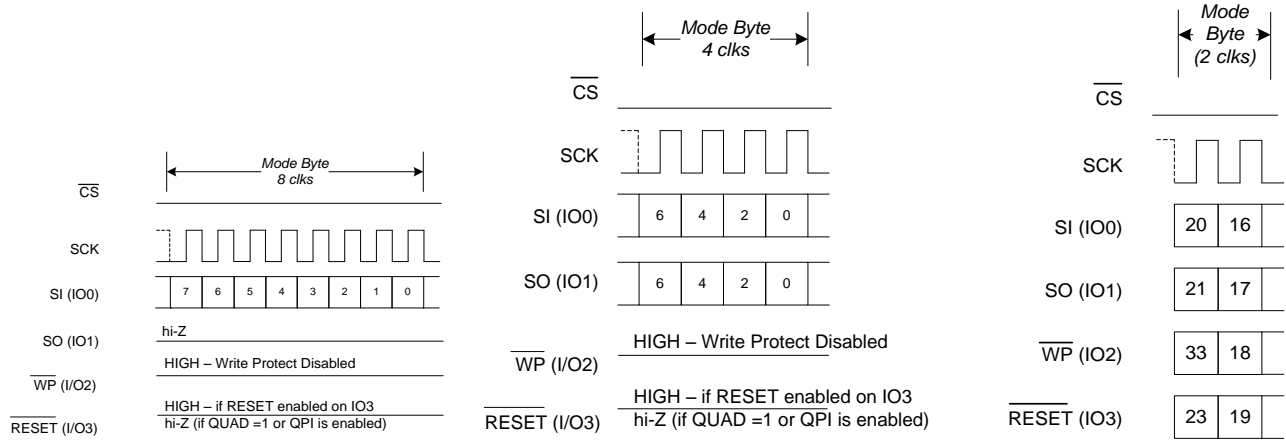 Mode Byte
8 clks
CS
SCK
SI (IO0)
7 6 5 4 3 2 1 0
SO (IO1)
hi-Z
WP (I/O2)
HIGH – Write Protect Disabled
RESET (I/O3)
HIGH – if RESET enabled on IO3
hi-Z (if QUAD =1 or QPI is enabled)
Mode Byte
4 clks
CS
SCK
SI (IO0)
6 4 2 0
SO (IO1)
6 4 2 0
WP (I/O2)
HIGH – Write Protect Disabled
RESET (I/O3)
HIGH – if RESET enabled on IO3
hi-Z (if QUAD =1 or QPI is enabled)
Mode
Byte
(2 clks)
CS
SCK
SI (IO0)
20 16
SO (IO1)
21 17
WP (IO2)
33 18
RESET (IO3)
23 19